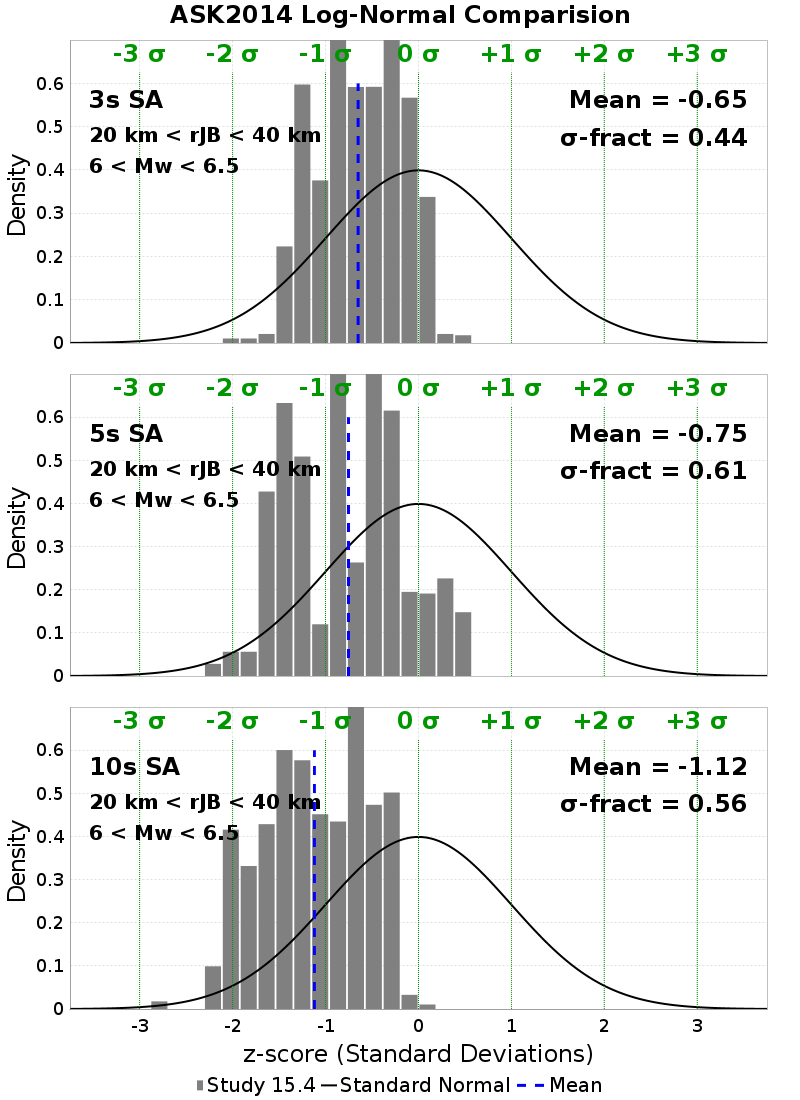 ASK2014 Log-Normal Comparision
-3 σ -2 σ -1 σ 0 σ +1 σ +2 σ +3 σ
3s SA
Mean = -0.65
20 km < rJB < 40 km
σ-fract = 0.44
6 < Mw < 6.5
Density
0.6
0.5
0.4
0.3
0.2
0.1
0
-3 σ -2 σ -1 σ 0 σ +1 σ +2 σ +3 σ
5s SA
Mean = -0.75
20 km < rJB < 40 km
σ-fract = 0.61
6 < Mw < 6.5
Density
0.6
0.5
0.4
0.3
0.2
0.1
0
-3 σ -2 σ -1 σ 0 σ +1 σ +2 σ +3 σ
10s SA
Mean = -1.12
20 km < rJB < 40 km
σ-fract = 0.56
6 < Mw < 6.5
Density
0.6
0.5
0.4
0.3
0.2
0.1
0
-3 -2 -1 0 1 2 3
z-score (Standard Deviations)
Study 15.4 Standard Normal Mean